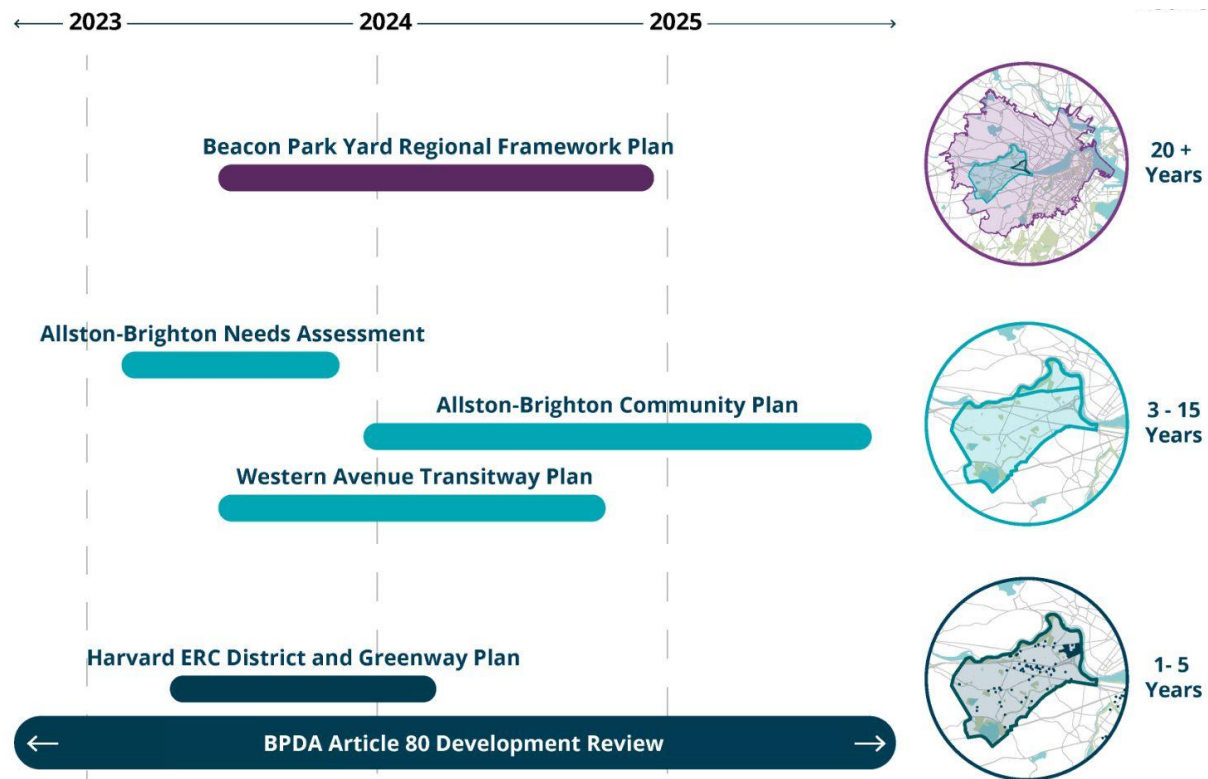 2023
2024
2025
Beacon Park Yard Regional Framework Plan
20 +
Years
Allston-Brighton Needs Assessment
Allston-Brighton Community Plan
Western Avenue Transitway Plan
3 - 15
Years
Harvard ERC District and Greenway Plan
BPDA Article 80 Development Review
1- 5
Years